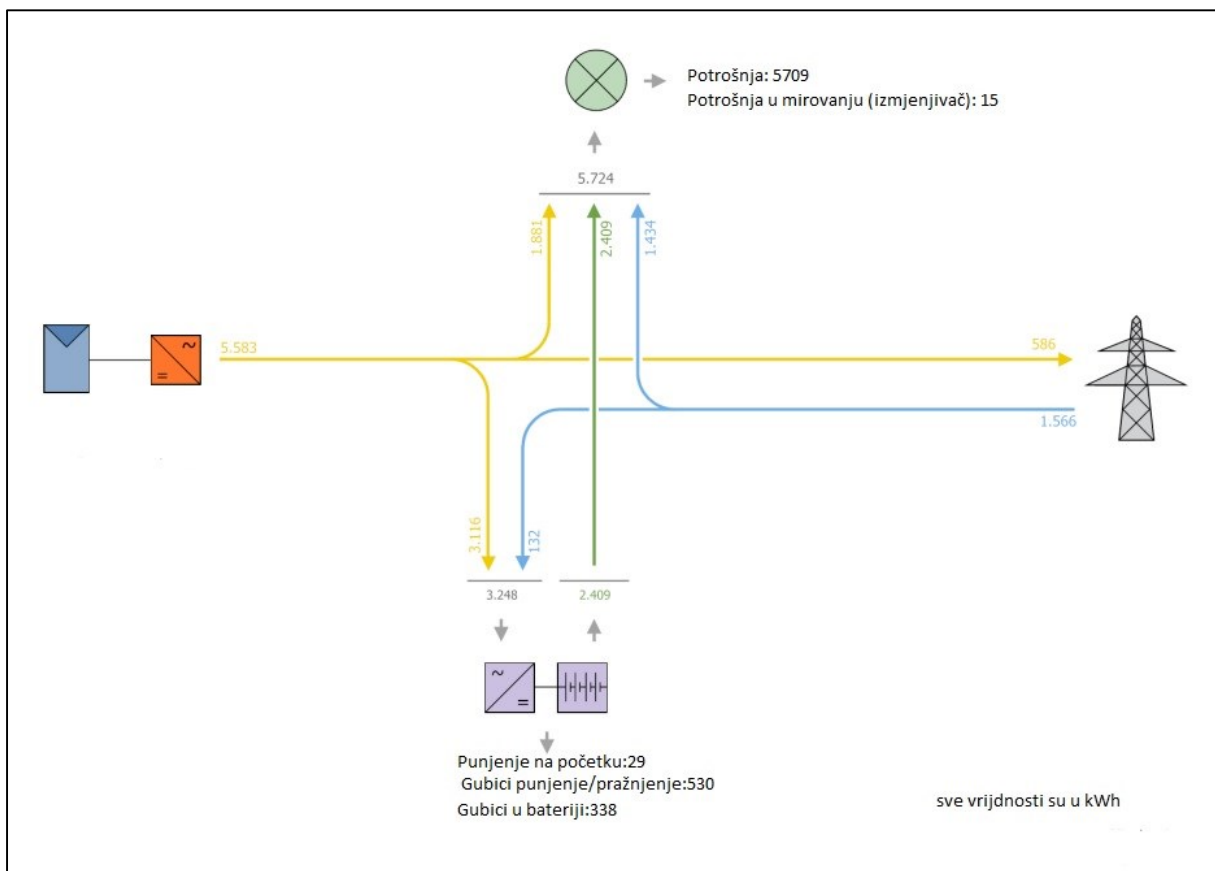 Potrošnja: 5709
Potrošnja u mirovanju (izmjenjivač): 15
5.724
1.881
2.409
1.434
5.583
586
1.566
3.116
132
3.248
2.409
~
=
~
=
Punjenje na početku:29
Gubici punjenje/pražnjenje:530
Gubici u bateriji:338
sve vrijdnosti su u kWh